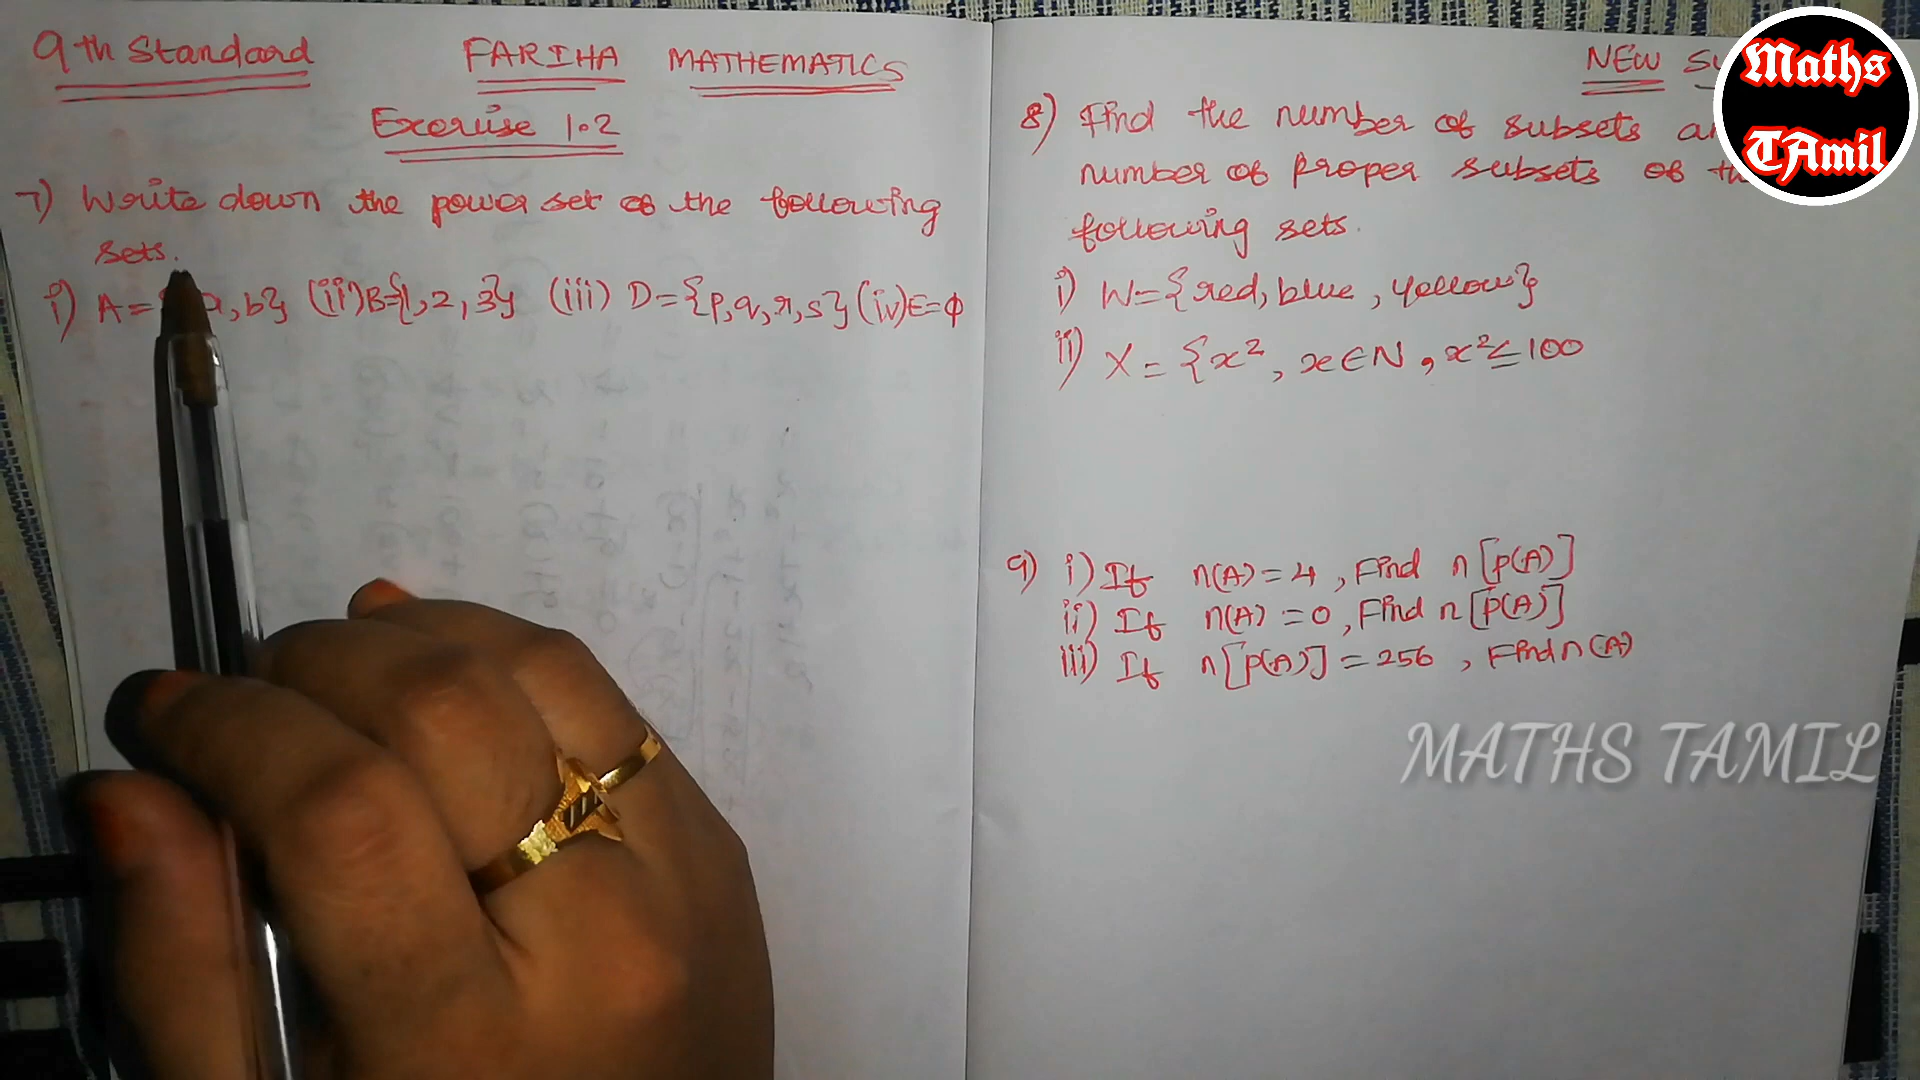 9th Standard FARIHA MATHEMATICS
Exercise 1.2
7) Write down the power set of the following
sets.
i) A = a, b} (ii) B={1, 2, 3} (iii) D = {p, q, r, s} (iv) E = ϕ
NEW
8) Find the number of subsets
number of proper subsets of
following sets.
i) W = {red, blue, yellow}
ii) X = {x², x ∈ N, x² ≤ 100
9) i) If n(A) = 4, Find n[p(A)]
ii) If n(A) = 0, Find n[p(A)]
iii) If n[p(A)] = 256, Find n(A)
Maths
TAmil
MATHS TAMIL